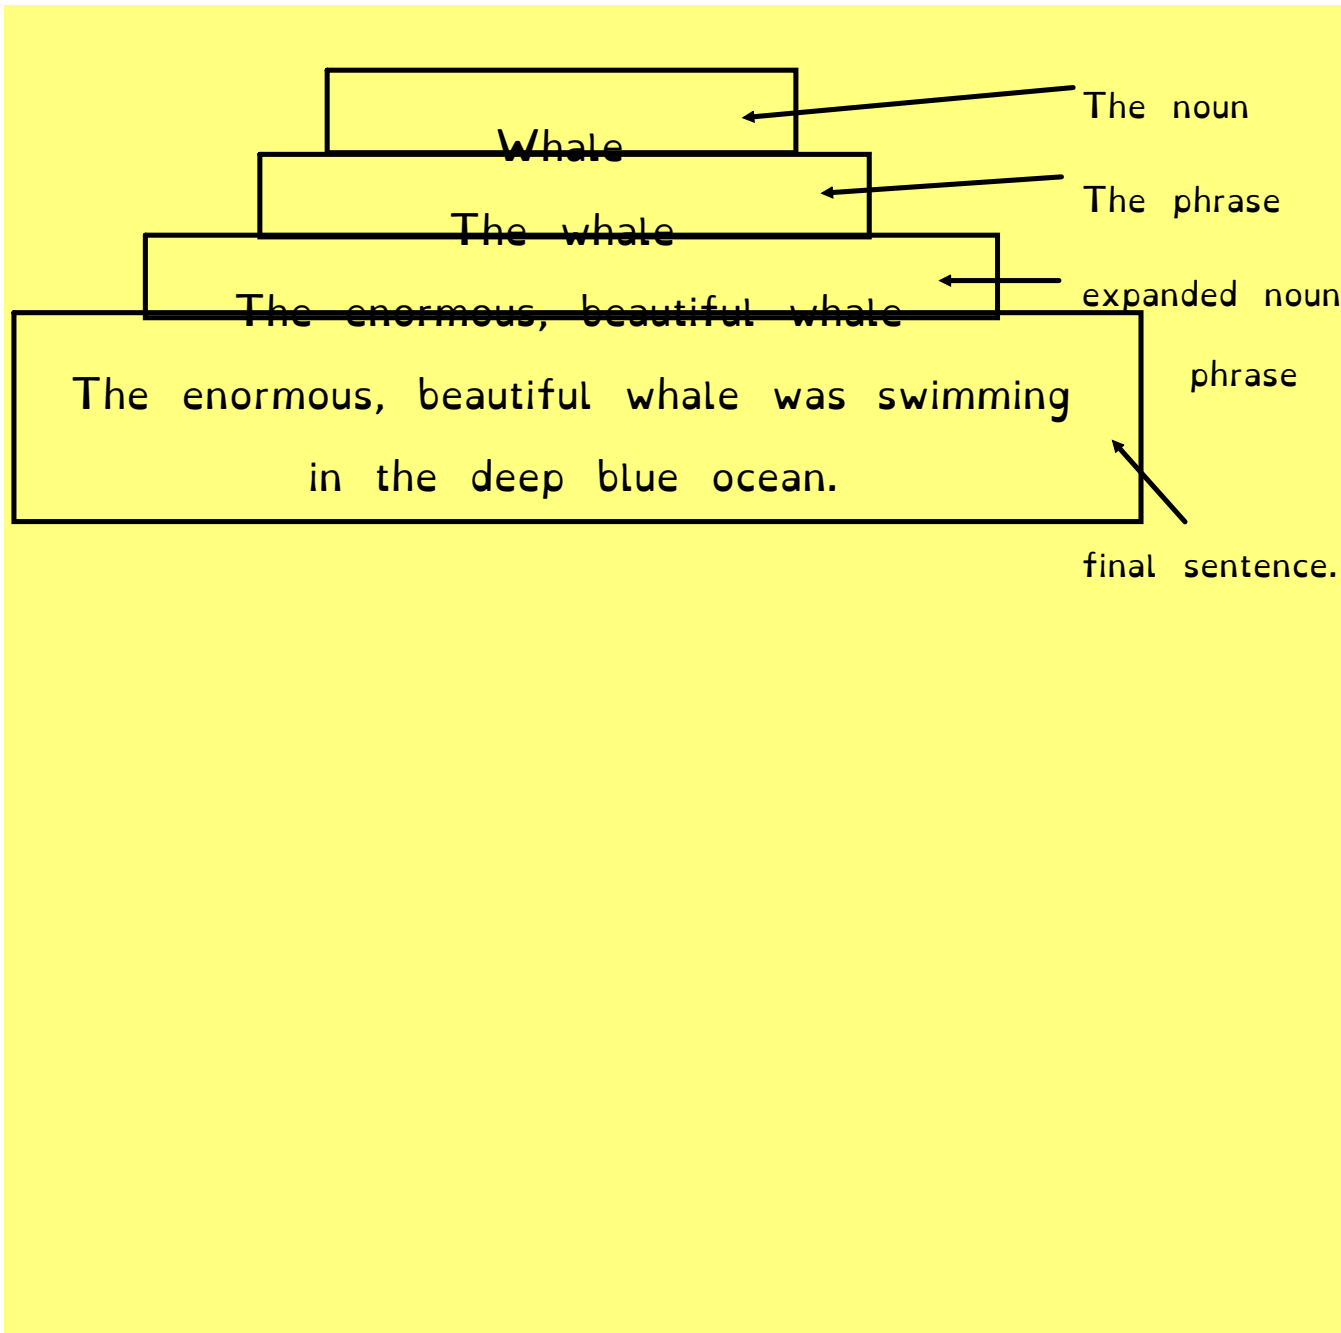 Whale
The noun
The whale
The phrase
The enormous, beautiful whale
expanded noun
phrase
The enormous, beautiful whale was swimming
in the deep blue ocean.
final sentence.